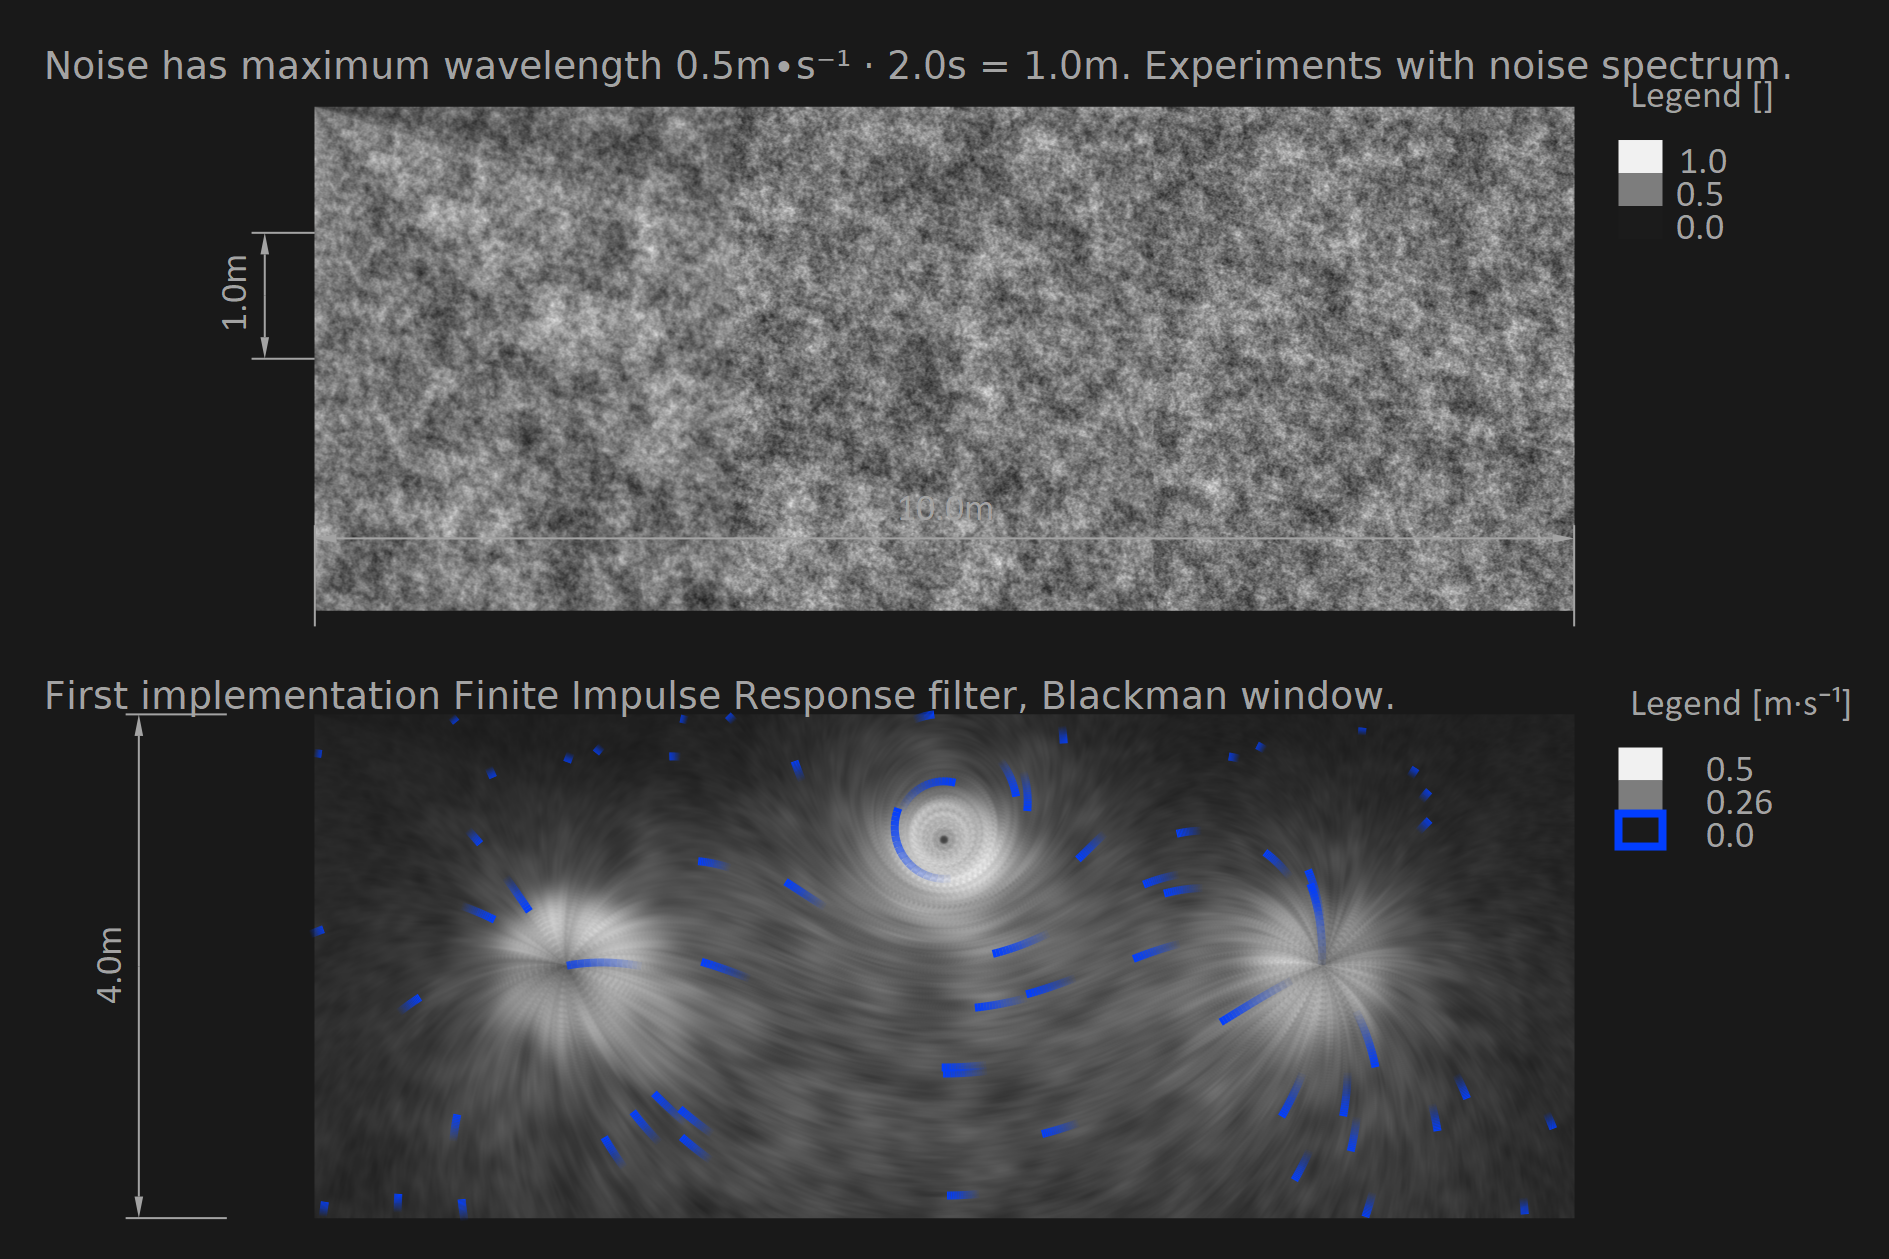 Noise has maximum wavelength 0.5m•s⁻¹ · 2.0s = 1.0m. Experiments with noise spectrum.
Legend []
1.0
0.5
0.0
1.0m
10.0m
First implementation Finite Impulse Response filter, Blackman window.
Legend [m·s⁻¹]
0.5
0.26
0.0
4.0m